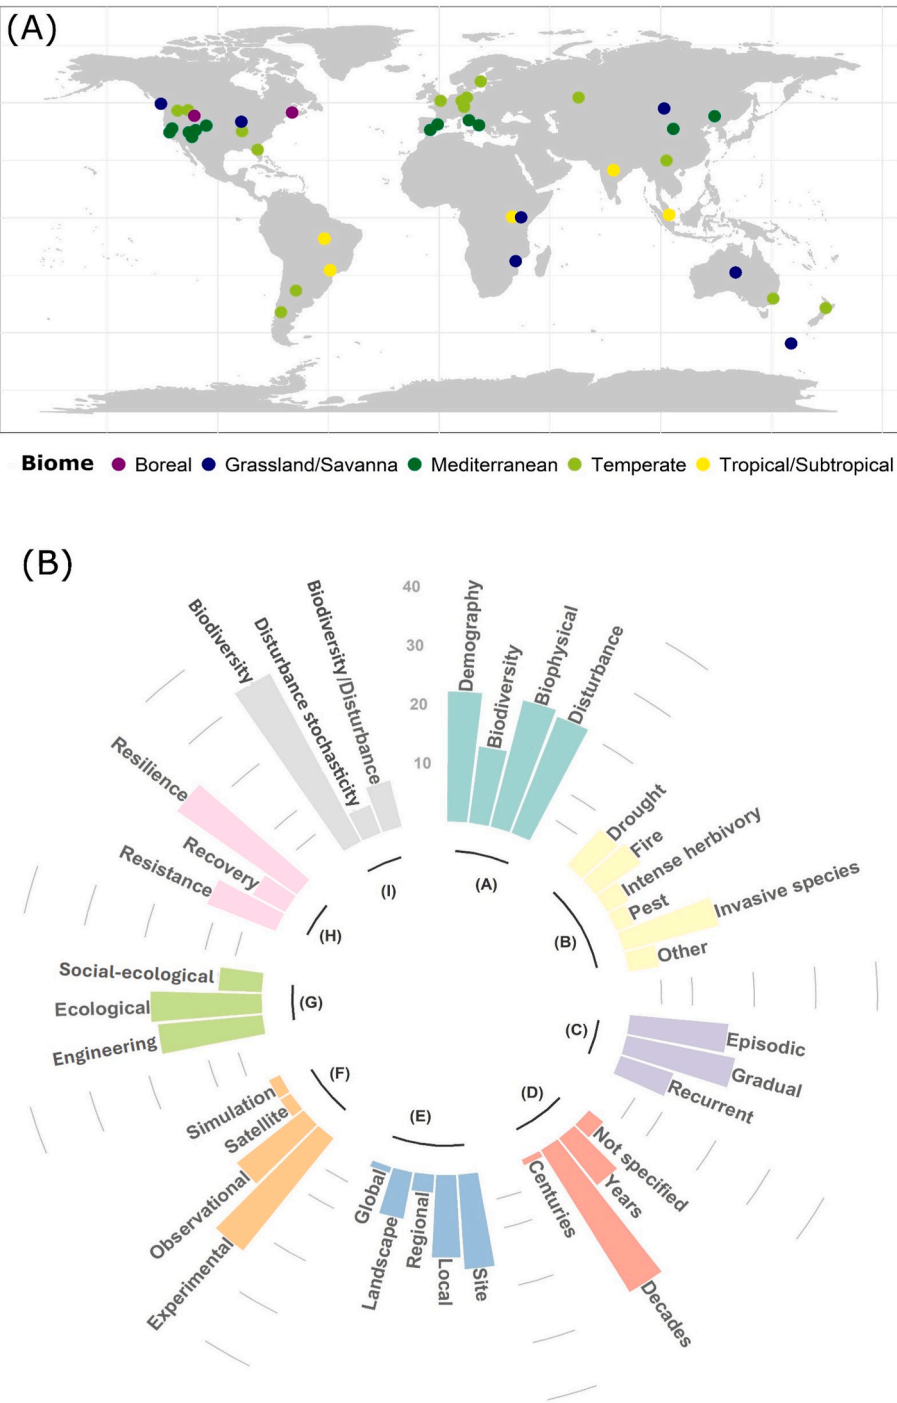 (A)
Biome Boreal Grassland/Savanna Mediterranean Temperate Tropical/Subtropical
(B)
40
30
20
10
Demography
Biodiversity
Biophysical
Disturbance
(A)
Drought
Fire
Intense herbivory
Pest
Invasive species
Other
(B)
Episodic
Gradual
Recurrent
(C)
Not specified
Years
Decades
Centuries
(D)
Site
Local
Regional
Landscape
Global
(E)
Experimental
Observational
Satellite
Simulation
(F)
Engineering
Ecological
Social-ecological
(G)
Resistance
Recovery
Resilience
(H)
Biodiversity
Disturbance stochasticity
Biodiversity/Disturbance
(I)